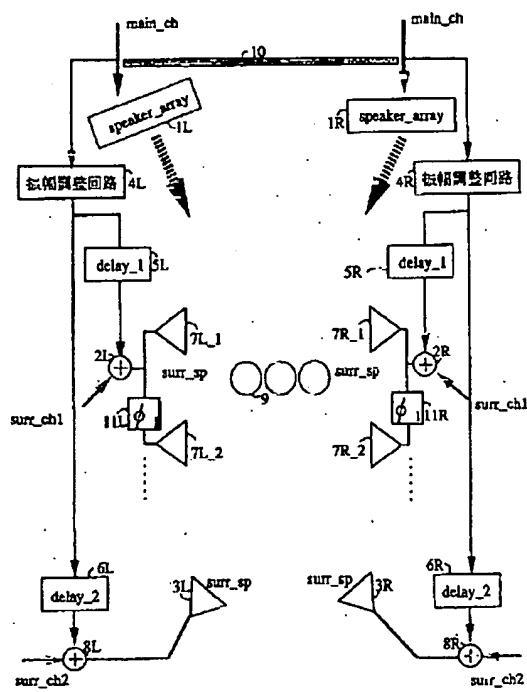 main_ch
main_ch
10
speaker_array
1L
1R
speaker_array
振幅調整回路
4L
4R
振幅調整回路
delay_1
5L
5R
delay_1
7L_1
7R_1
2L
2R
surr_sp
9
surr_sp
surr_ch1
11L
φ
φ
11R
surr_ch1
7L_2
7R_2
6L
surr_sp
surr_sp
6R
delay_2
3L
3R
delay_2
8L
8R
surr_ch2
surr_ch2